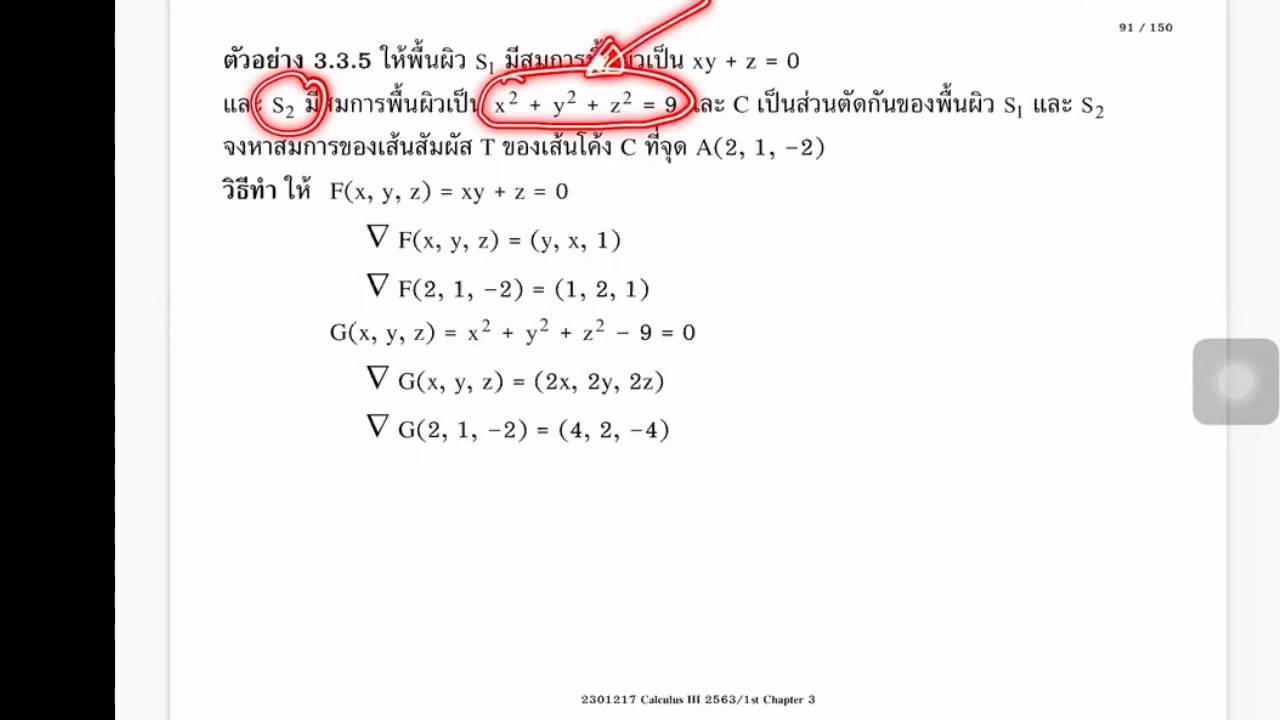 91 / 150
ตัวอย่าง 3.3.5 ให้พื้นผิว S₁ มีสมการ เป็น xy + z = 0
และ S₂ มีสมการพื้นผิวเป็น x² + y² + z² = 9 และ C เป็นส่วนตัดกันของพื้นผิว S₁ และ S₂
จงหาสมการของเส้นสัมผัส T ของเส้นโค้ง C ที่จุด A(2, 1, −2)
วิธีทำ ให้ F(x, y, z) = xy + z = 0
∇ F(x, y, z) = (y, x, 1)
∇ F(2, 1, −2) = (1, 2, 1)
G(x, y, z) = x² + y² + z² − 9 = 0
∇ G(x, y, z) = (2x, 2y, 2z)
∇ G(2, 1, −2) = (4, 2, −4)
2301217 Calculus III 2563/1st Chapter 3